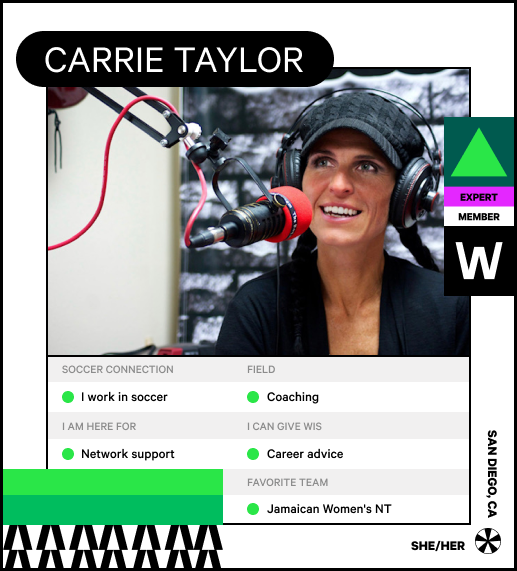 CARRIE TAYLOR
EXPERT
MEMBER
W
SOCCER CONNECTION
FIELD
I work in soccer
Coaching
I AM HERE FOR
I CAN GIVE WIS
Network support
Career advice
FAVORITE TEAM
Jamaican Women's NT
SAN DIEGO, CA
SHE/HER